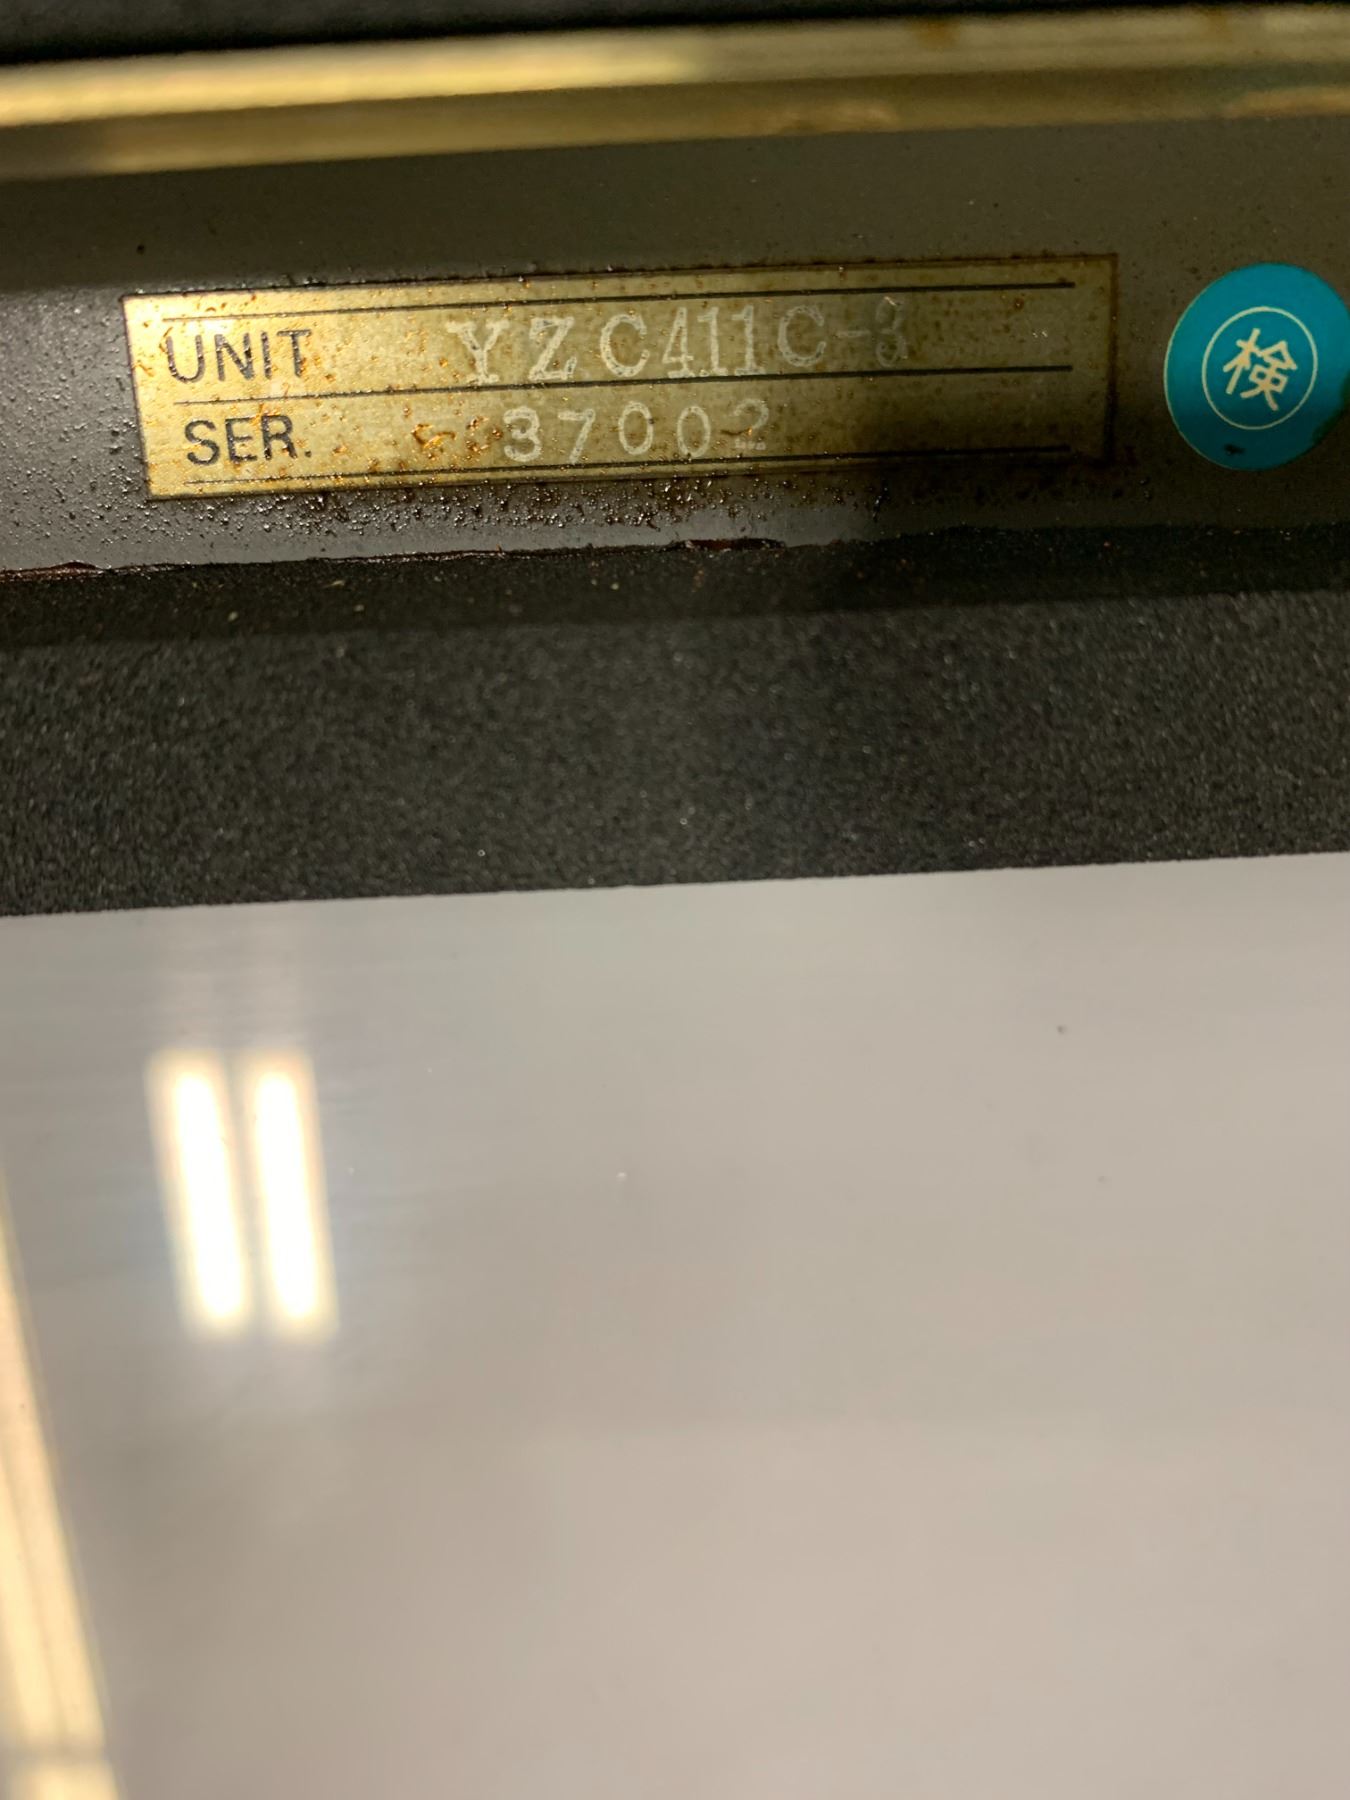 UNIT YZC411C-3
SER. 37002
検